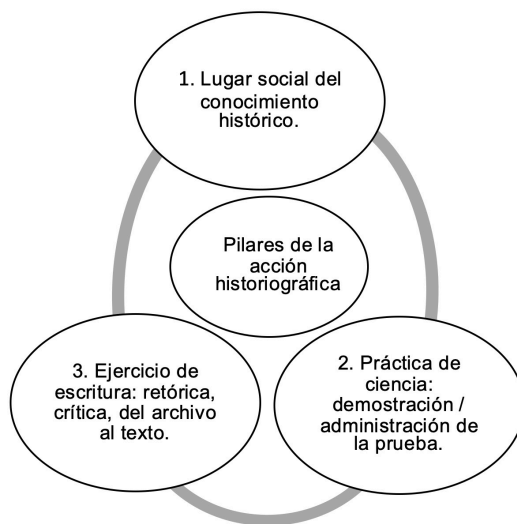 1. Lugar social del
conocimiento
histórico.
Pilares de la
acción
historiográfica
3. Ejercicio de
escritura: retórica,
crítica, del archivo
al texto.
2. Práctica de
ciencia:
demostración /
administración de
la prueba.